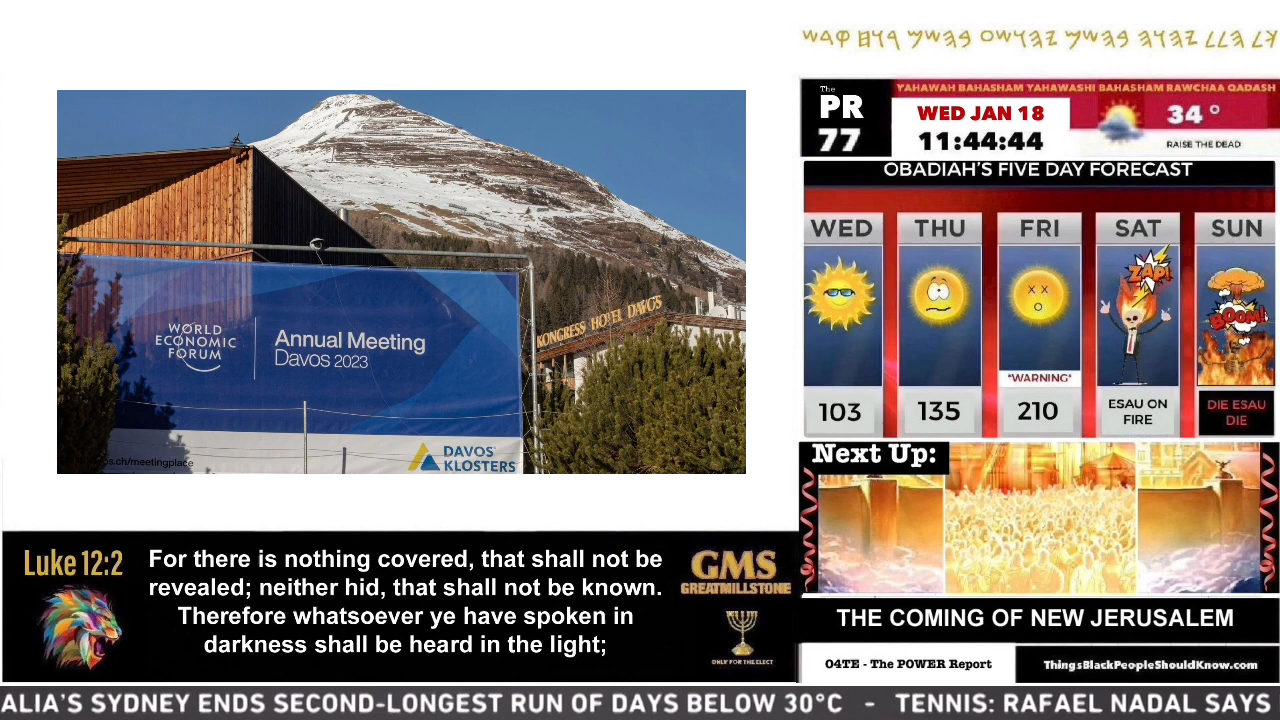 WORLD
ECONOMIC
FORUM
Annual Meeting
Davos 2023
KONGRESS HOTEL DAVOS
DAVOS
KLOSTERS
.ch/meetingplace
The
PR
77
YAHAWAH BAHASHAM YAHAWASHI BAHASHAM RAWCHAA QADASH
WED JAN 18
11:44:44
34°
RAISE THE DEAD
OBADIAH'S FIVE DAY FORECAST
WED THU FRI SAT SUN
ZAP!
BOOM!
*WARNING*
103 135 210 ESAU ON
FIRE
DIE ESAU
DIE
Next Up:
THE COMING OF NEW JERUSALEM
04TE - The POWER Report
ThingsBlackPeopleShouldKnow.com
Luke 12:2
For there is nothing covered, that shall not be
revealed; neither hid, that shall not be known.
Therefore whatsoever ye have spoken in
darkness shall be heard in the light;
GMS
GREATMILLSTONE
ONLY FOR THE ELECT
ALIA'S SYDNEY ENDS SECOND-LONGEST RUN OF DAYS BELOW 30°C - TENNIS: RAFAEL NADAL SAYS